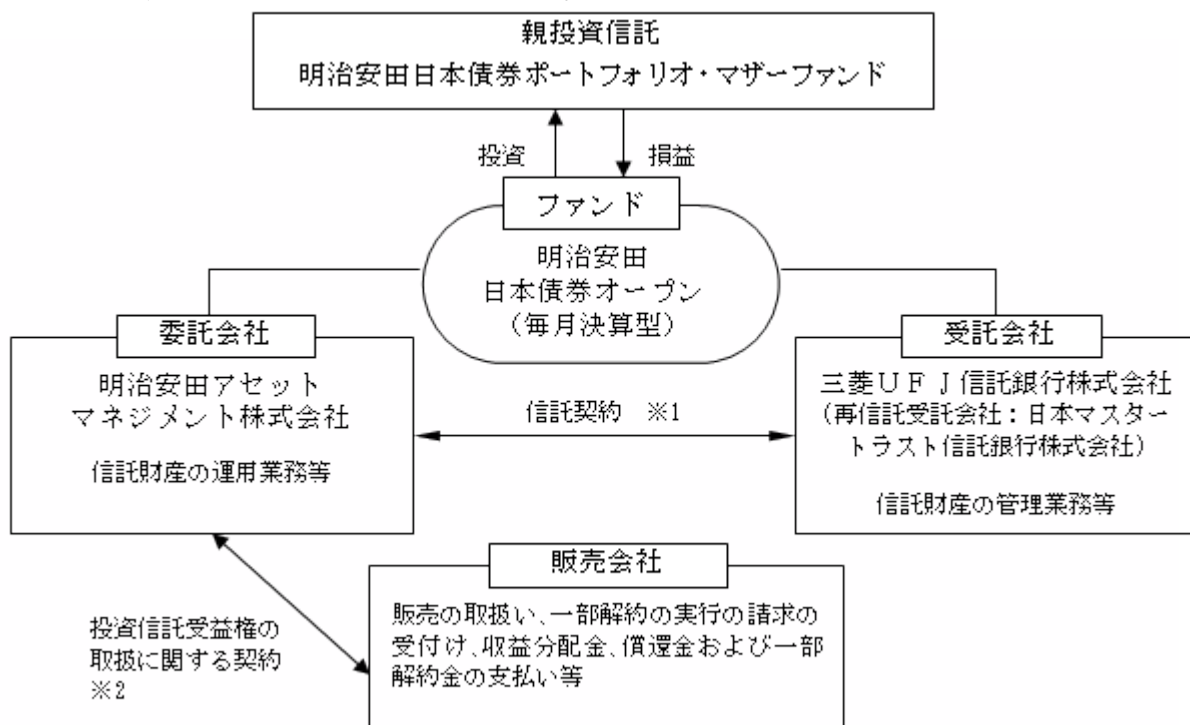 親投資信託
明治安田日本債券ポートフォリオ・マザーファンド
投資
損益
ファンド
明治安田
日本債券オープン
（毎月決算型）
委託会社
明治安田アセット
マネジメント株式会社
信託財産の運用業務等
信託契約 ※1
受託会社
三菱ＵＦＪ信託銀行株式会社
（再信託受託会社：日本マスター
トラスト信託銀行株式会社）
信託財産の管理業務等
投資信託受益権の
取扱に関する契約
※2
販売会社
販売の取扱い、一部解約の実行の請求の
受付け、収益分配金、償還金および一部
解約金の支払い等